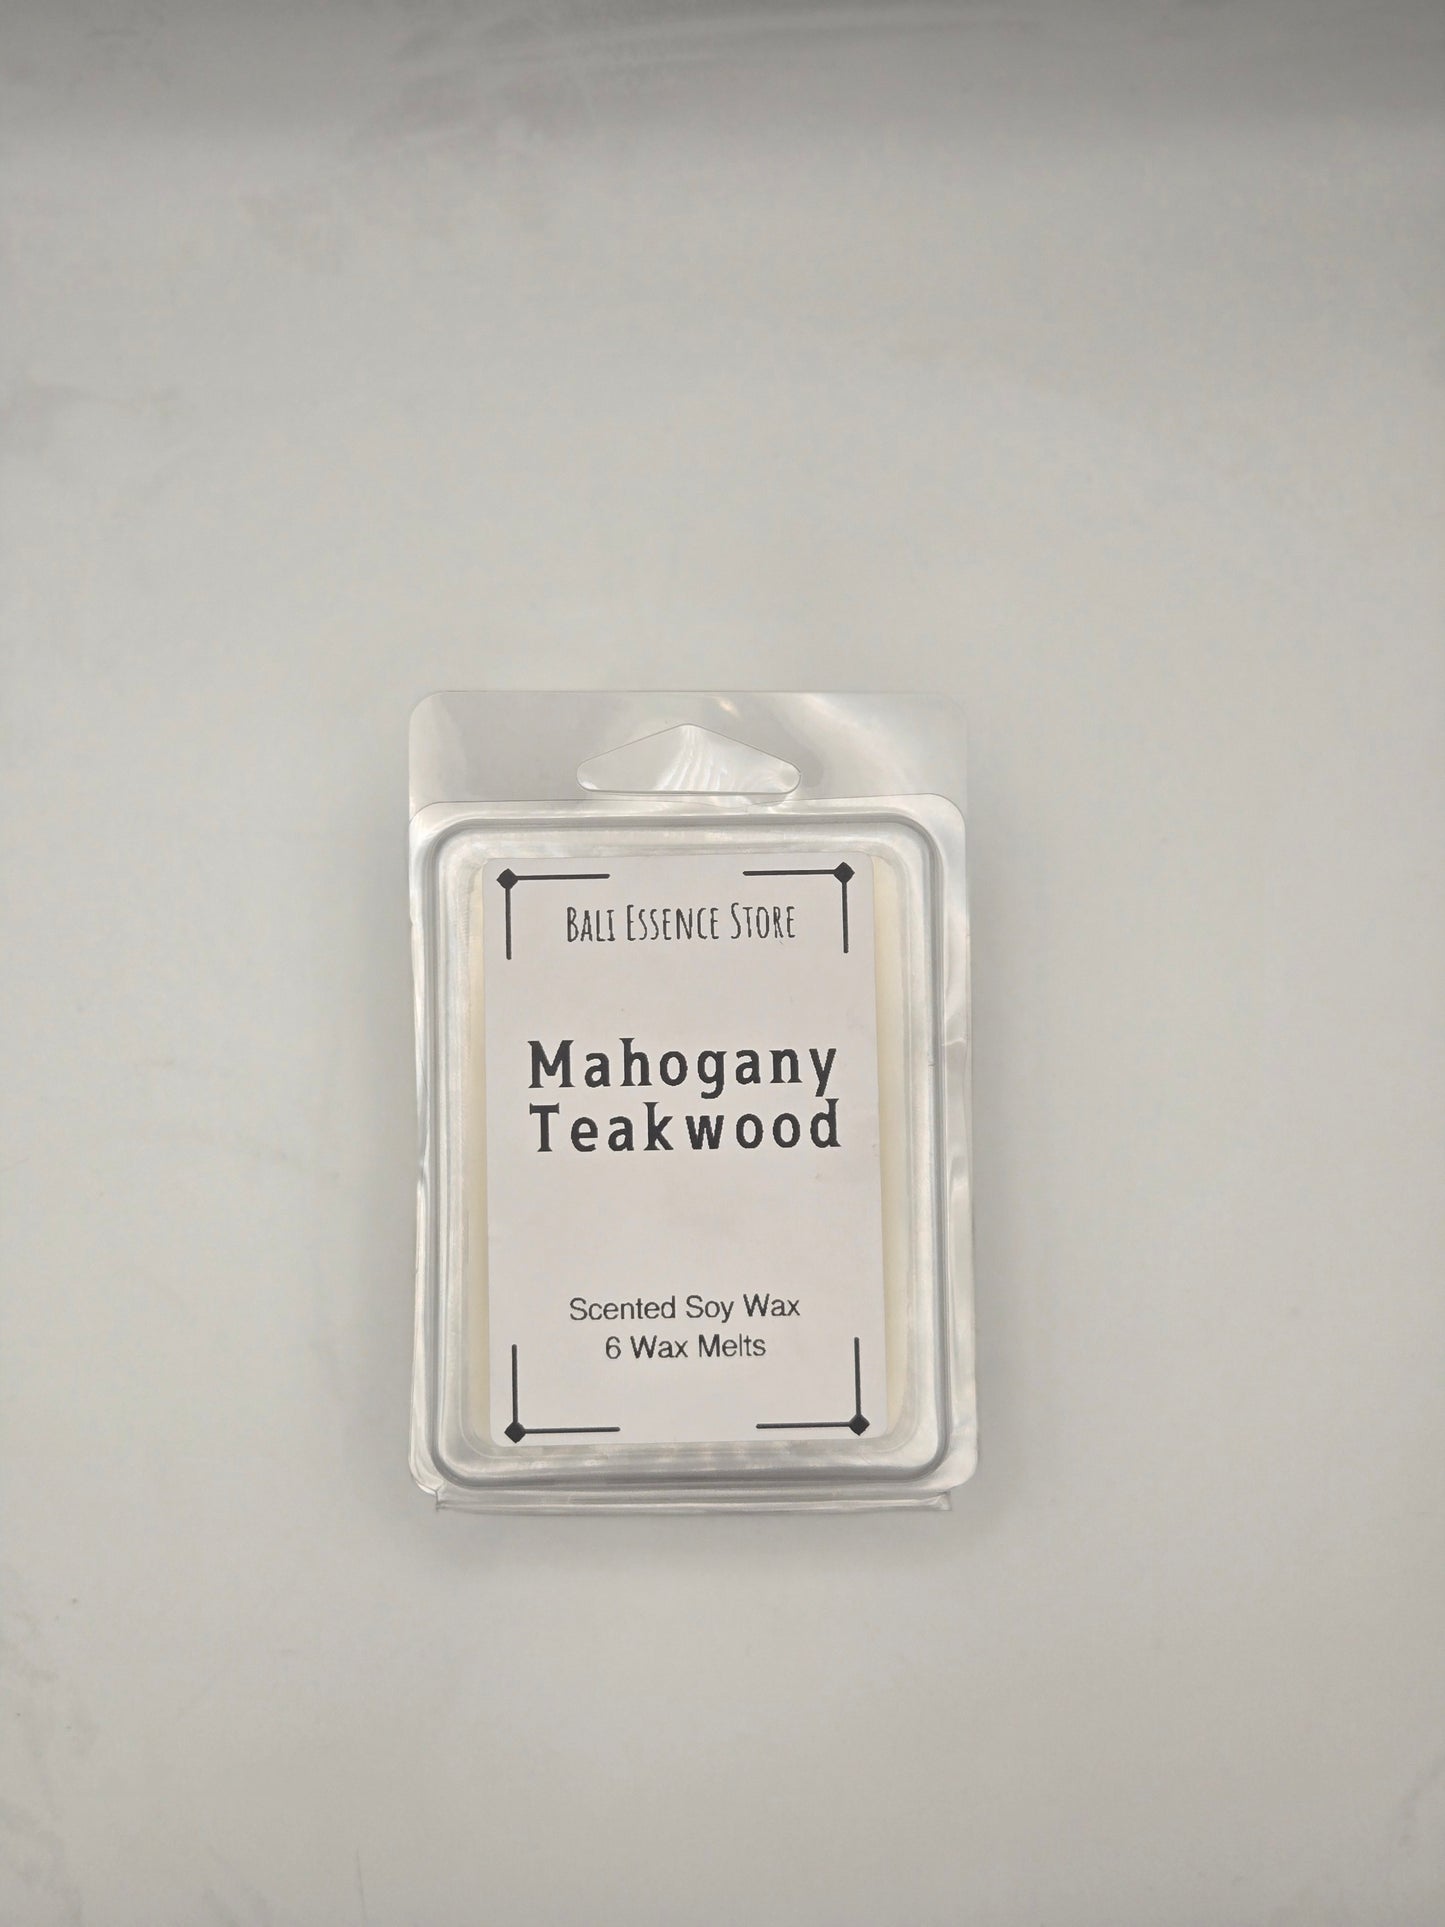 BALI ESSENCE STORE
Mahogany
Teakwood
Scented Soy Wax
6 Wax Melts